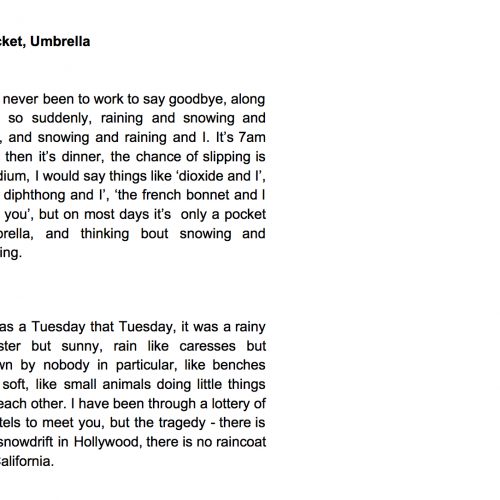 cket, Umbrella
never been to work to say goodbye, along
so suddenly, raining and snowing and
, and snowing and raining and I. It's 7am
then it's dinner, the chance of slipping is
dium, I would say things like 'dioxide and I',
diphthong and I', 'the french bonnet and I
you', but on most days it's only a pocket
brella, and thinking bout snowing and
ing.
as a Tuesday that Tuesday, it was a rainy
ster but sunny, rain like caresses but
wn by nobody in particular, like benches
soft, like small animals doing little things
each other. I have been through a lottery of
tels to meet you, but the tragedy - there is
snowdrift in Hollywood, there is no raincoat
California.